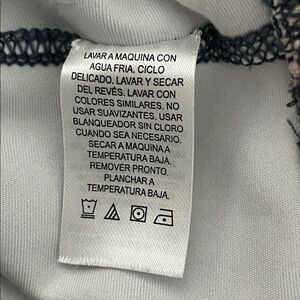 LAVAR A MAQUINA CON
AGUA FRIA. CICLO
DELICADO. LAVAR Y SECAR
DEL REVÉS. LAVAR CON
COLORES SIMILARES. NO
USAR SUAVIZANTES. USAR
BLANQUEADOR SIN CLORO
CUANDO SEA NECESARIO.
SECAR A MAQUINA A
TEMPERATURA BAJA.
REMOVER PRONTO.
PLANCHAR A
TEMPERATURA BAJA.